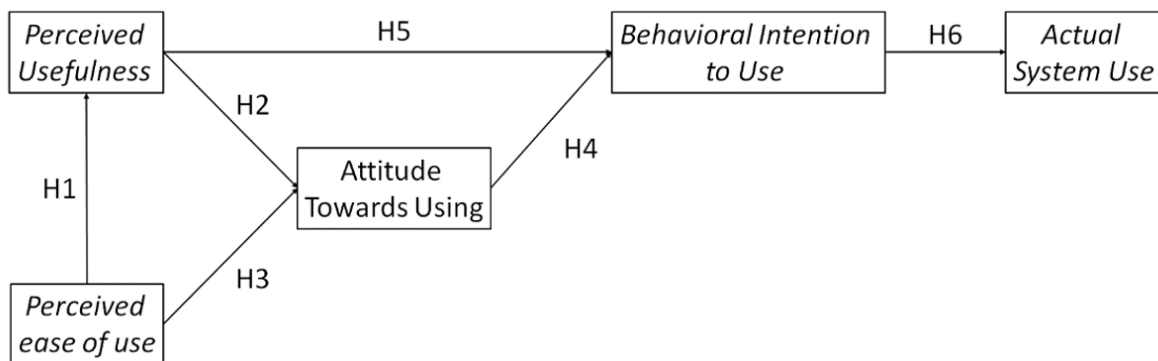 Perceived
Usefulness
H5
Behavioral Intention
to Use
H6
Actual
System Use
H2
H4
Attitude
Towards Using
H1
H3
Perceived
ease of use